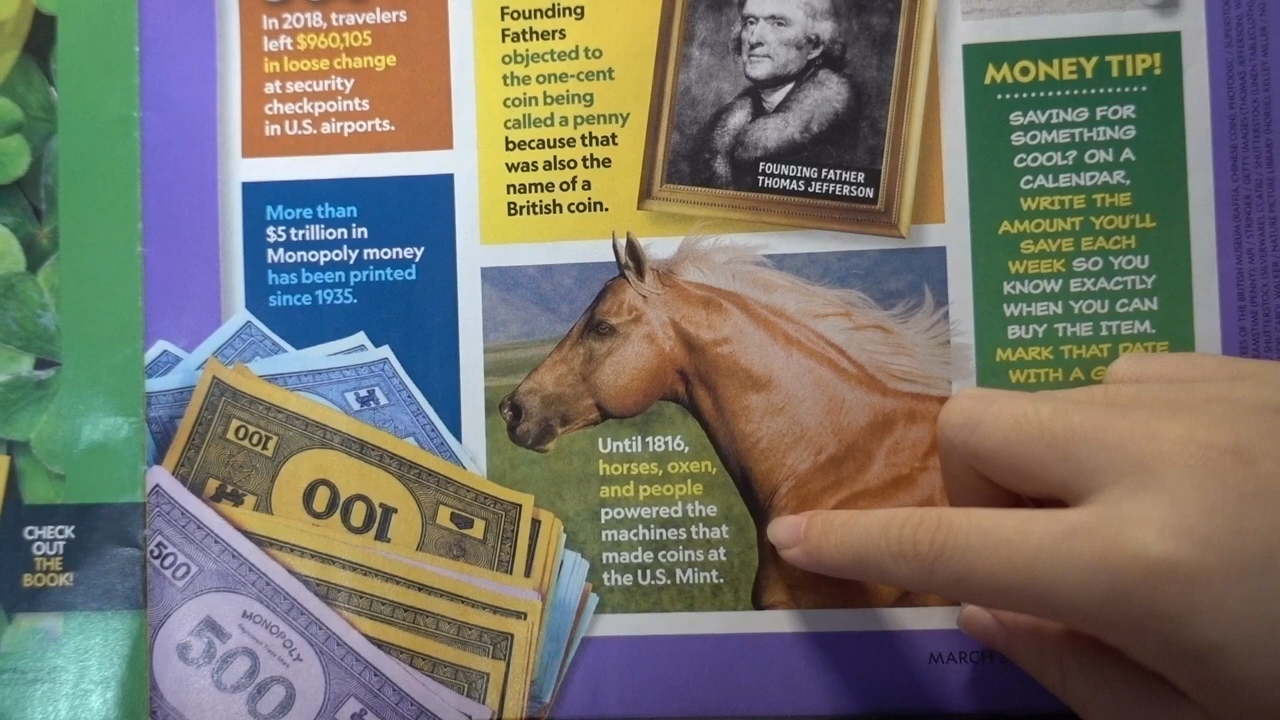 In 2018, travelers
left $960,105
in loose change
at security
checkpoints
in U.S. airports.
More than
$5 trillion in
Monopoly money
has been printed
since 1935.
100
100
500
500
MONOPOLY
CHECK
OUT
THE
BOOK!
Founding
Fathers
objected to
the one-cent
coin being
called a penny
because that
was also the
name of a
British coin.
FOUNDING FATHER
THOMAS JEFFERSON
Until 1816,
horses, oxen,
and people
powered the
machines that
made coins at
the U.S. Mint.
MONEY TIP!
SAVING FOR
SOMETHING
COOL? ON A
CALENDAR,
WRITE THE
AMOUNT YOU'LL
SAVE EACH
WEEK SO YOU
KNOW EXACTLY
WHEN YOU CAN
BUY THE ITEM.
MARK THAT DATE
WITH A
MARCH